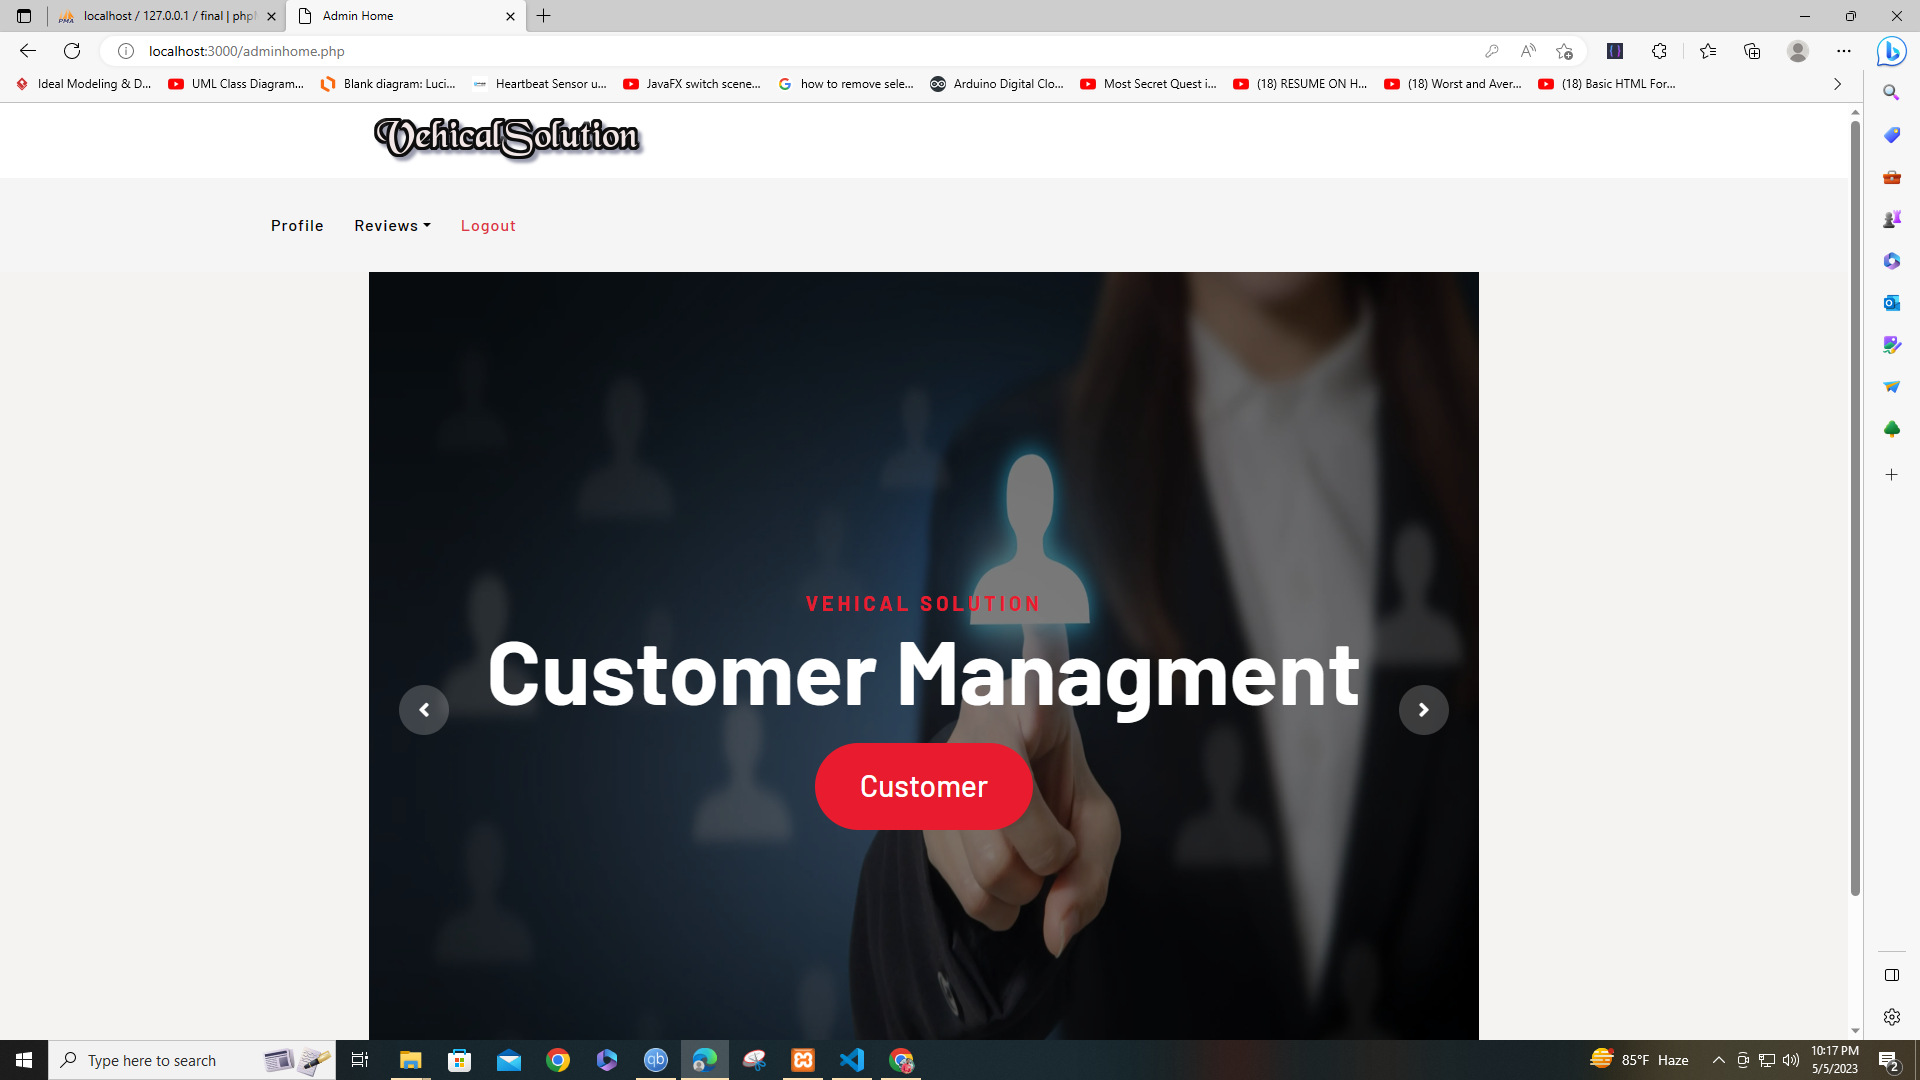 localhost / 127.0.0.1 / final | php
Admin Home
localhost:3000/adminhome.php
Ideal Modeling & D...
UML Class Diagram...
Blank diagram: Luci...
Heartbeat Sensor u...
JavaFX switch scene...
how to remove sele...
Arduino Digital Clo...
Most Secret Quest i...
(18) RESUME ON H...
(18) Worst and Aver...
(18) Basic HTML For...
VehicalSolution
Profile
Reviews
Logout
VEHICAL SOLUTION
Customer Managment
Customer
Type here to search
85°F Haze
10:17 PM
5/5/2023
2